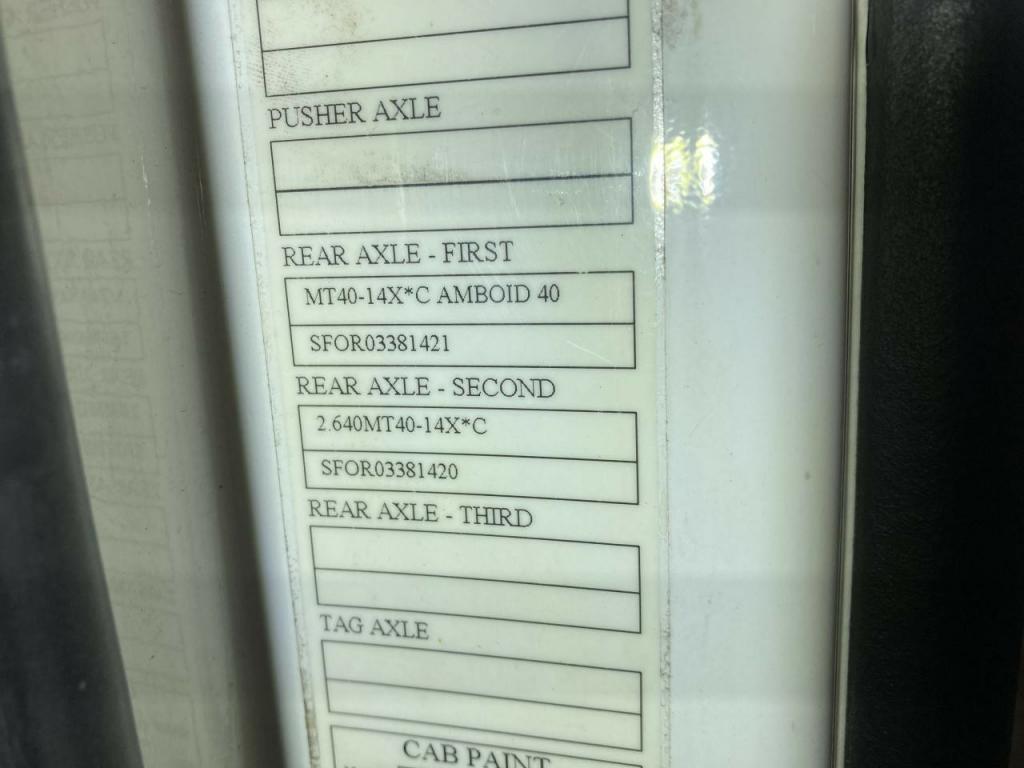 PUSHER AXLE
REAR AXLE - FIRST
MT40-14X*C AMBOID 40
SFOR03381421
REAR AXLE - SECOND
2.640MT40-14X*C
SFOR03381420
REAR AXLE - THIRD
TAG AXLE
CAB PAINT